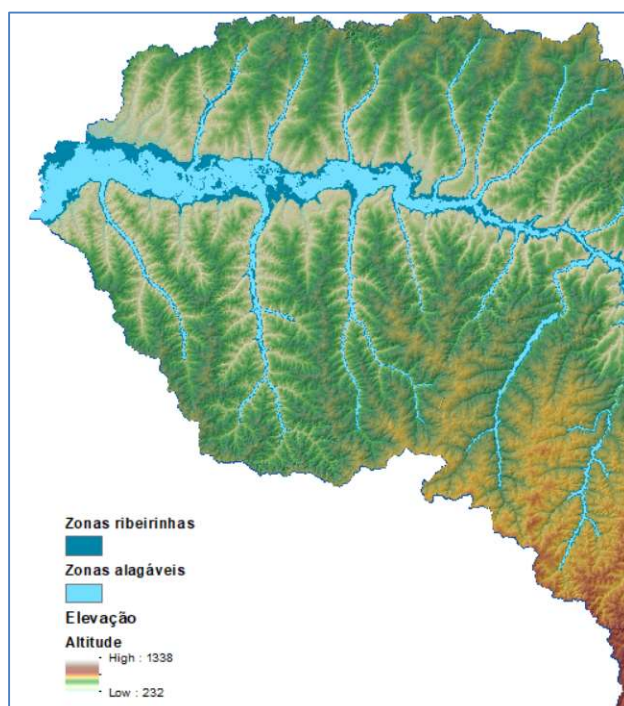 Zonas ribeirinhas
Zonas alagáveis
Elevação
Altitude
High : 1338
Low : 232